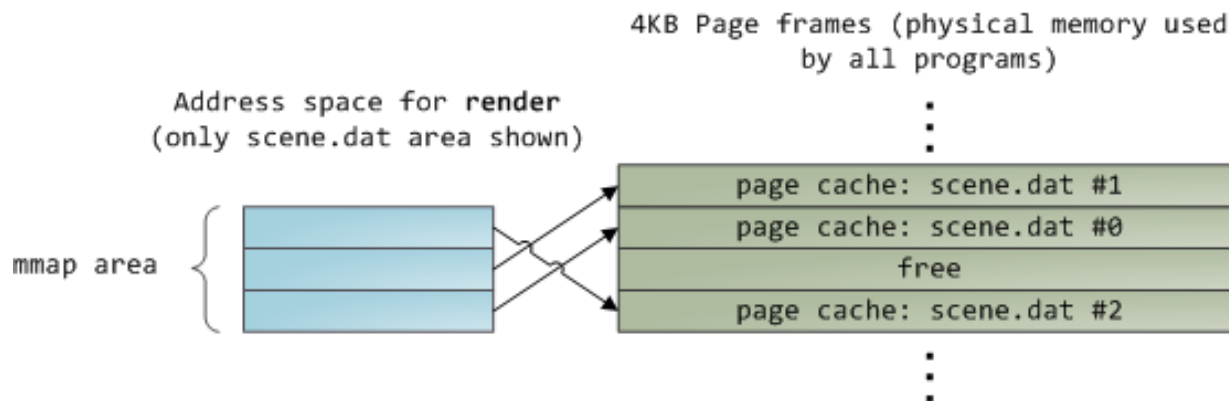 4KB Page frames (physical memory used
by all programs)
Address space for render
(only scene.dat area shown)
page cache: scene.dat #1
page cache: scene.dat #0
mmap area
free
page cache: scene.dat #2